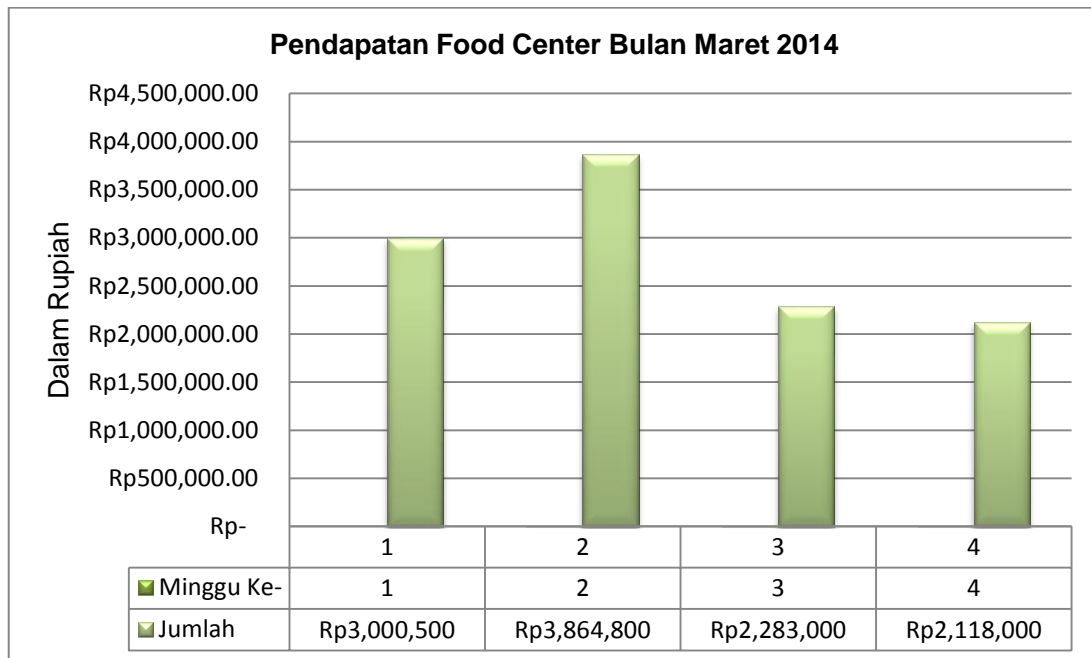 Pendapatan Food Center Bulan Maret 2014
Dalam Rupiah
Rp4,500,000.00
Rp4,000,000.00
Rp3,500,000.00
Rp3,000,000.00
Rp2,500,000.00
Rp2,000,000.00
Rp1,500,000.00
Rp1,000,000.00
Rp500,000.00
Rp-
1 2 3 4
Minggu Ke- 1 2 3 4
Jumlah Rp3,000,500 Rp3,864,800 Rp2,283,000 Rp2,118,000